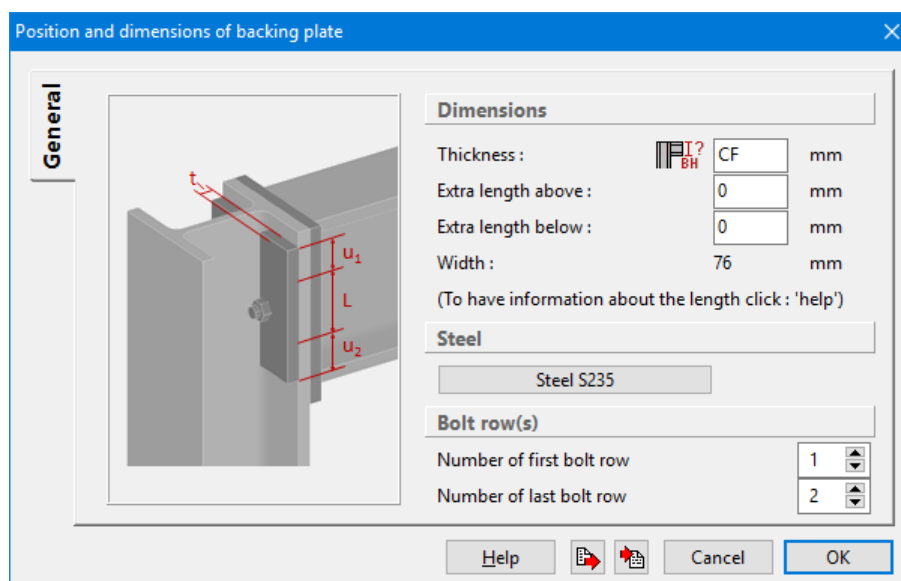 Position and dimensions of backing plate
General
t
u1
L
u2
Dimensions
Thickness : I? BH CF mm
Extra length above : 0 mm
Extra length below : 0 mm
Width : 76 mm
(To have information about the length click : 'help')
Steel
Steel S235
Bolt row(s)
Number of first bolt row 1
Number of last bolt row 2
Help Cancel OK